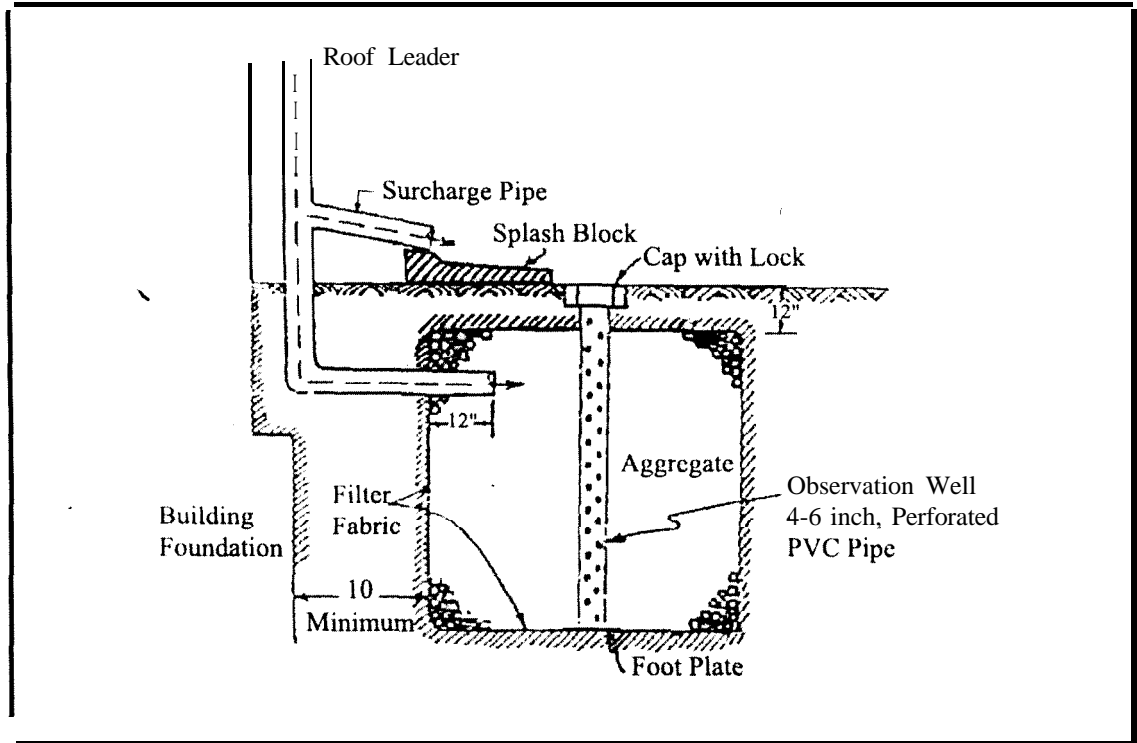 Roof Leader
Surcharge Pipe
Splash Block
Cap with Lock
12"
12"
Aggregate
Filter
Fabric
Observation Well
4-6 inch, Perforated
PVC Pipe
Building
Foundation
10
Minimum
Foot Plate